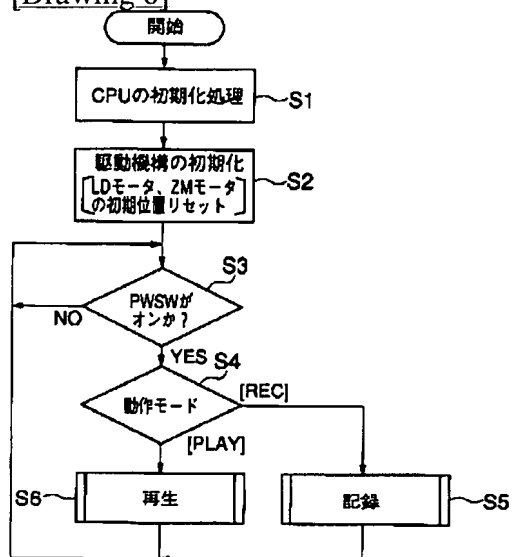 [Drawing 6]
開始
CPUの初期化処理
S1
駆動機構の初期化
LDモータ、ZMモータ
の初期位置リセット
S2
S3
PWSWが
オンか?
NO
YES
S4
動作モード
[REC]
[PLAY]
S6
再生
記録
S5